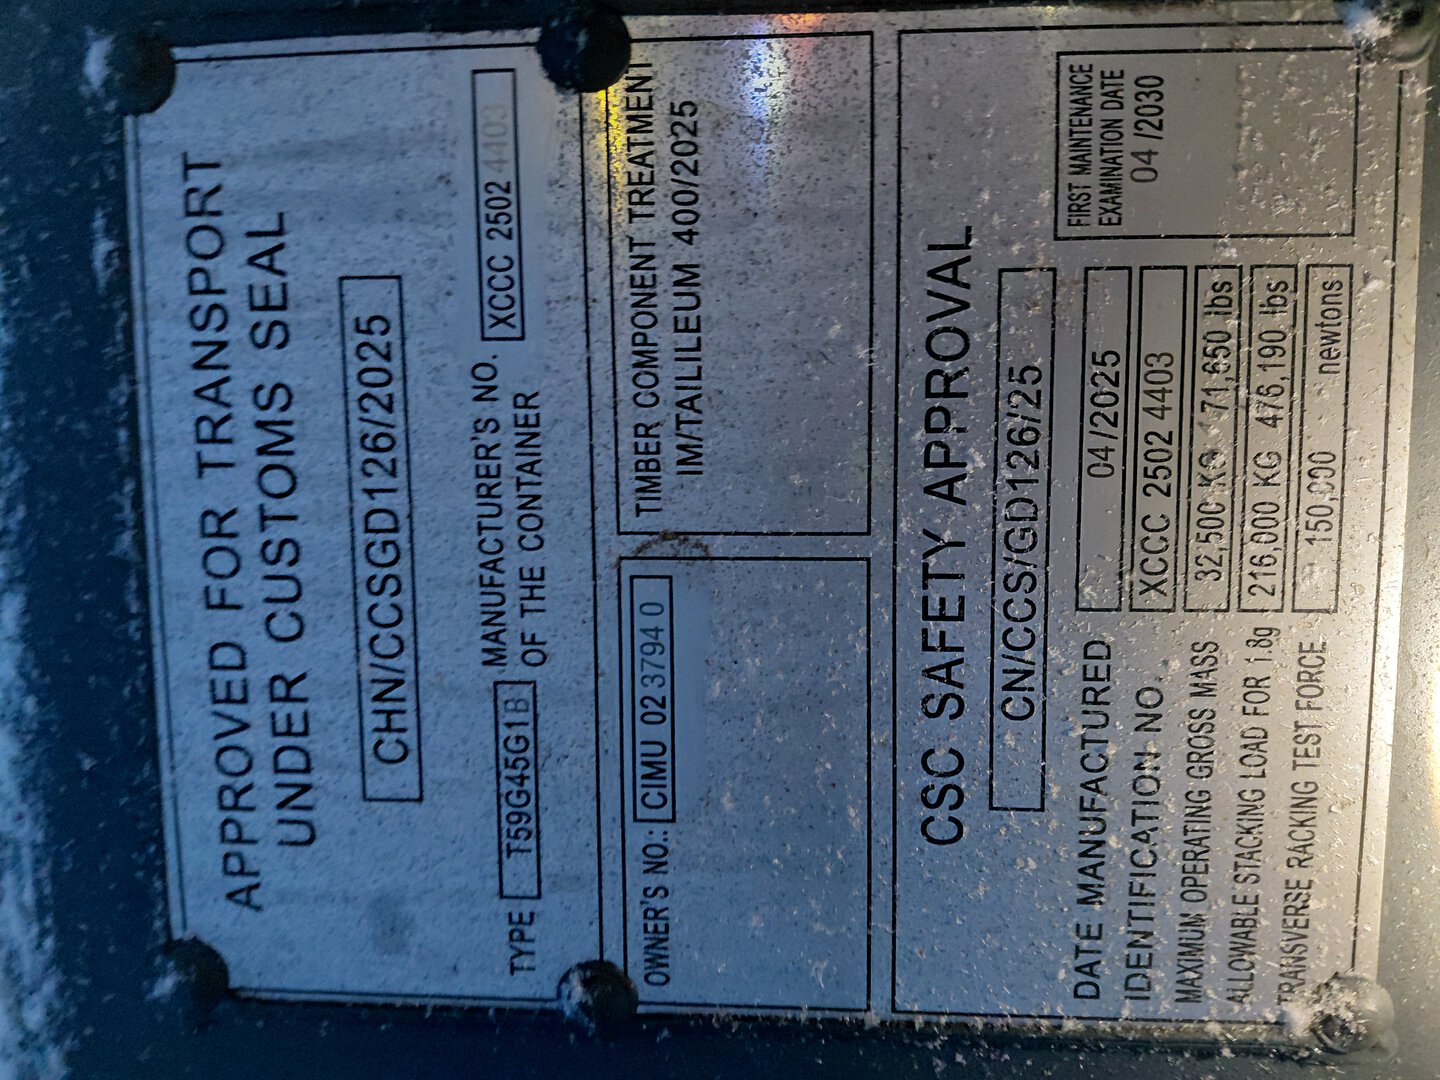 APPROVED FOR TRANSPORT
UNDER CUSTOMS SEAL
CHN/CCSGD126/2025
TYPE T59G45G1B MANUFACTURER'S NO. XCCC 2502 4403
OF THE CONTAINER
OWNER'S NO.: CIMU 02 3794 0
TIMBER COMPONENT TREATMENT
IM/TAILILEUM 400/2025
CSC SAFETY APPROVAL
CN/CCS/GD126/25
DATE MANUFACTURED 04/2025
IDENTIFICATION NO. XCCC 2502 4403
MAXIMUM OPERATING GROSS MASS 32,500 KG 71,650 lbs
ALLOWABLE STACKING LOAD FOR 1.8g 216,000 KG 476,190 lbs
TRANSVERSE RACKING TEST FORCE 150,000 newtons
FIRST MAINTENANCE
EXAMINATION DATE
04 /2030